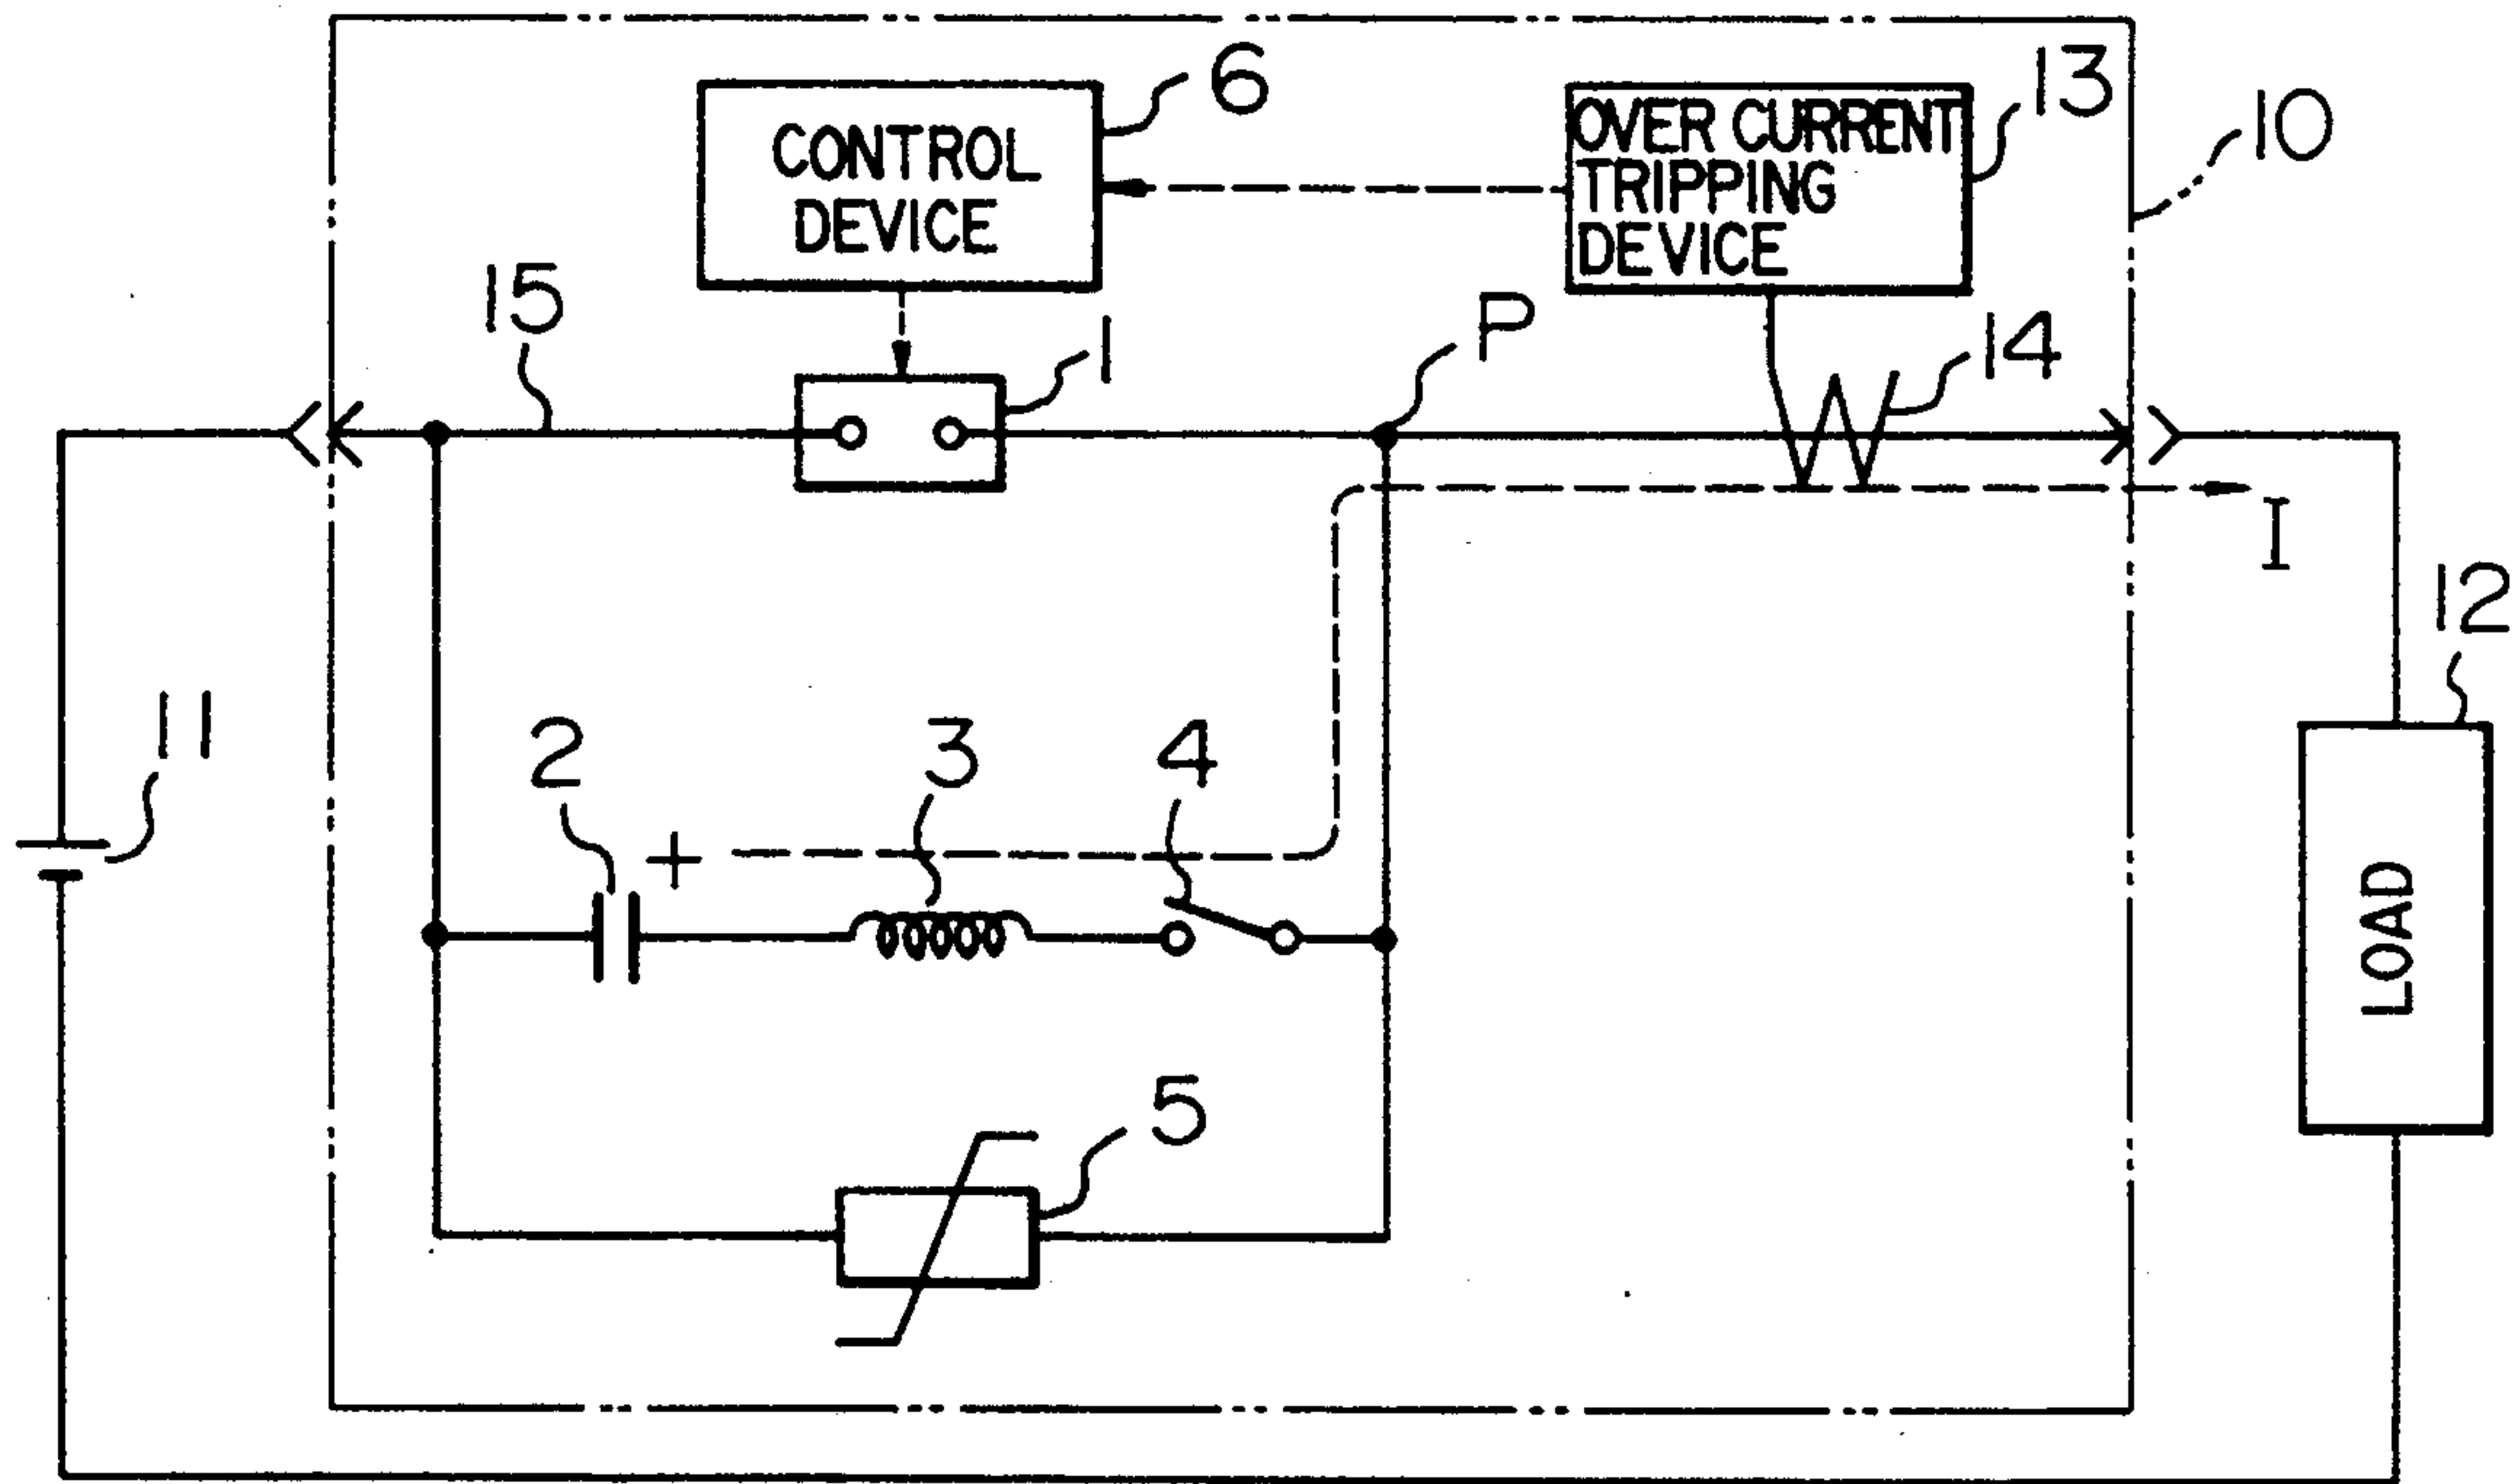 6
13
10
CONTROL
DEVICE
OVER CURRENT
TRIPPING
DEVICE
15
1
P
14
I
12
11
2
3
4
+
LOAD
5